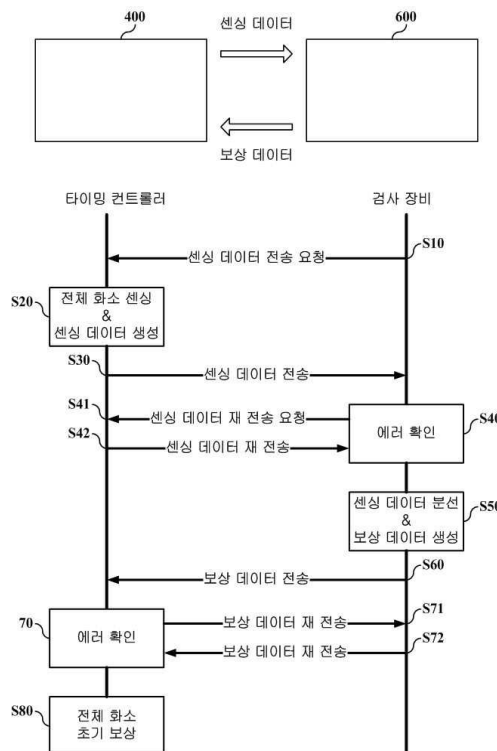 400
센싱 데이터
600
보상 데이터
타이밍 컨트롤러
검사 장비
센싱 데이터 전송 요청
S10
S20
전체 화소 센싱
&
센싱 데이터 생성
S30
센싱 데이터 전송
S41
센싱 데이터 재 전송 요청
S42
센싱 데이터 재 전송
에러 확인
S40
센싱 데이터 분선
&
보상 데이터 생성
S50
보상 데이터 전송
S60
70
에러 확인
보상 데이터 재 전송
S71
보상 데이터 재 전송
S72
S80
전체 화소
초기 보상